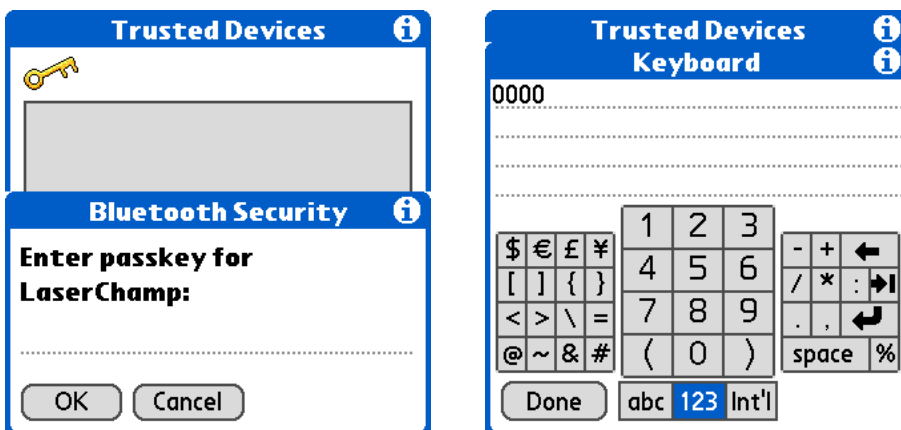 Trusted Devices
Bluetooth Security
Enter passkey for
LaserChamp:
OK Cancel
Trusted Devices
Keyboard
0000
$ € £ ¥ 1 2 3 - + ←
[ ] { } 4 5 6 / * :
< > \ = 7 8 9 . ,
@ ~ & # ( 0 ) space %
Done abc 123 Int'l